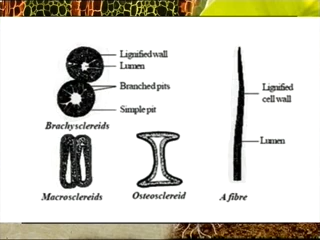 Lignified wall
Lumen
Branched pits
Simple pit
Brachysclereids
Lignified
cell wall
Lumen
Macrosclereids
Osteosclereid
A fibre